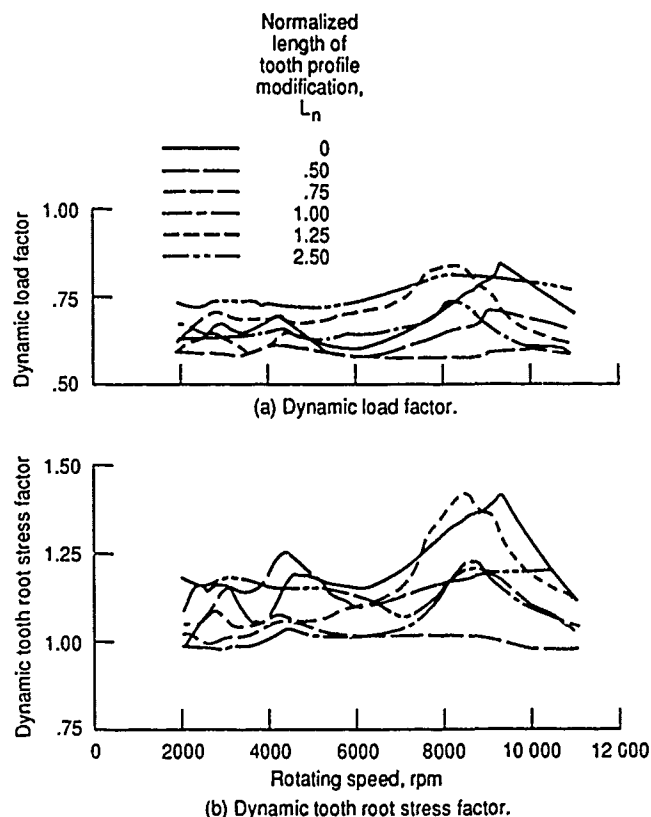 Normalized
length of
tooth profile
modification,
Ln
0
.50
.75
1.00
1.25
2.50
Dynamic load factor
1.00
.75
.50
(a) Dynamic load factor.
Dynamic tooth root stress factor
1.50
1.25
1.00
.75
0 2000 4000 6000 8000 10 000 12 000
Rotating speed, rpm
(b) Dynamic tooth root stress factor.